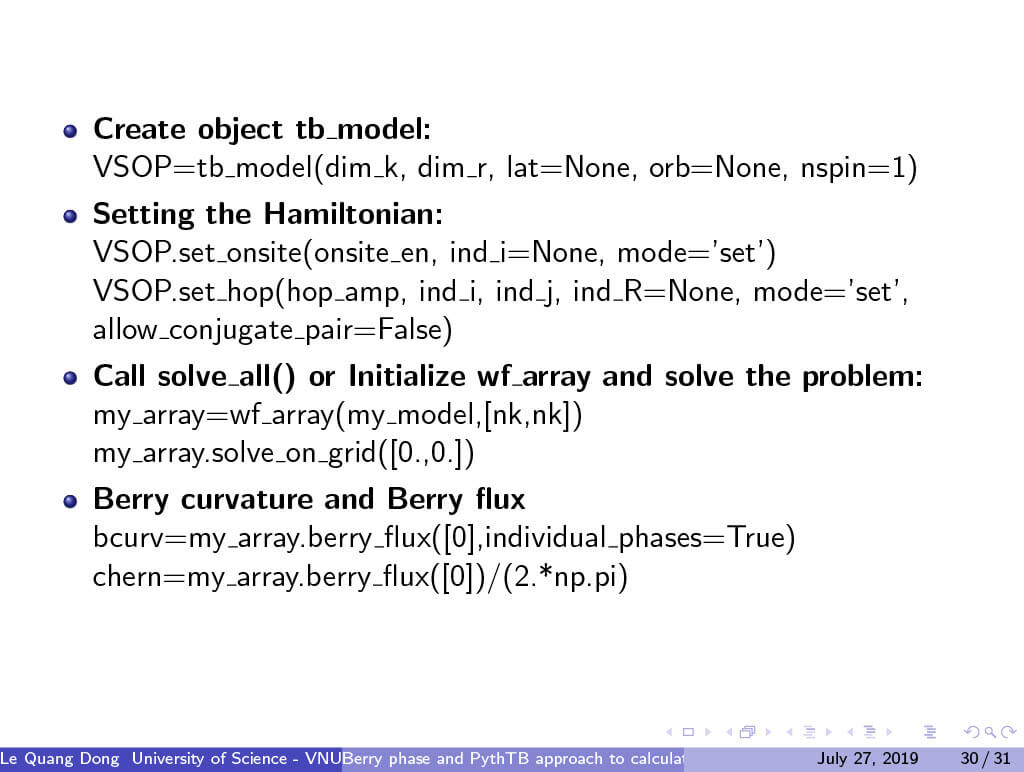 Create object tb_model:
VSOP=tb_model(dim_k, dim_r, lat=None, orb=None, nspin=1)
Setting the Hamiltonian:
VSOP.set_onsite(onsite_en, ind_i=None, mode='set')
VSOP.set_hop(hop_amp, ind_i, ind_j, ind_R=None, mode='set',
allow_conjugate_pair=False)
Call solve_all() or Initialize wf_array and solve the problem:
my_array=wf_array(my_model,[nk,nk])
my_array.solve_on_grid([0.,0.])
Berry curvature and Berry flux
bcurv=my_array.berry_flux([0],individual_phases=True)
chern=my_array.berry_flux([0])/(2.*np.pi)
Le Quang Dong University of Science - VNU Berry phase and PythTB approach to calculat July 27, 2019 30 / 31